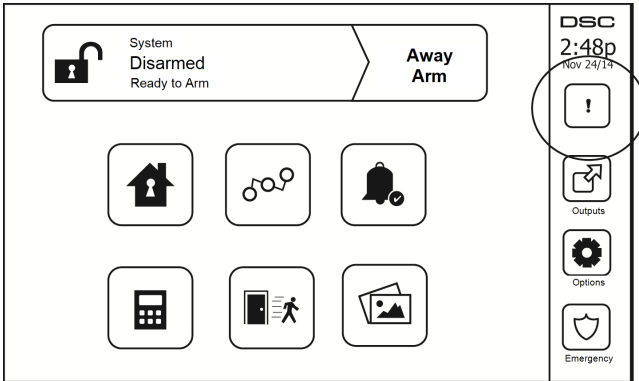 System
Disarmed
Ready to Arm
Away
Arm
DSC
2:48p
Nov 24/14
!
Outputs
Options
Emergency